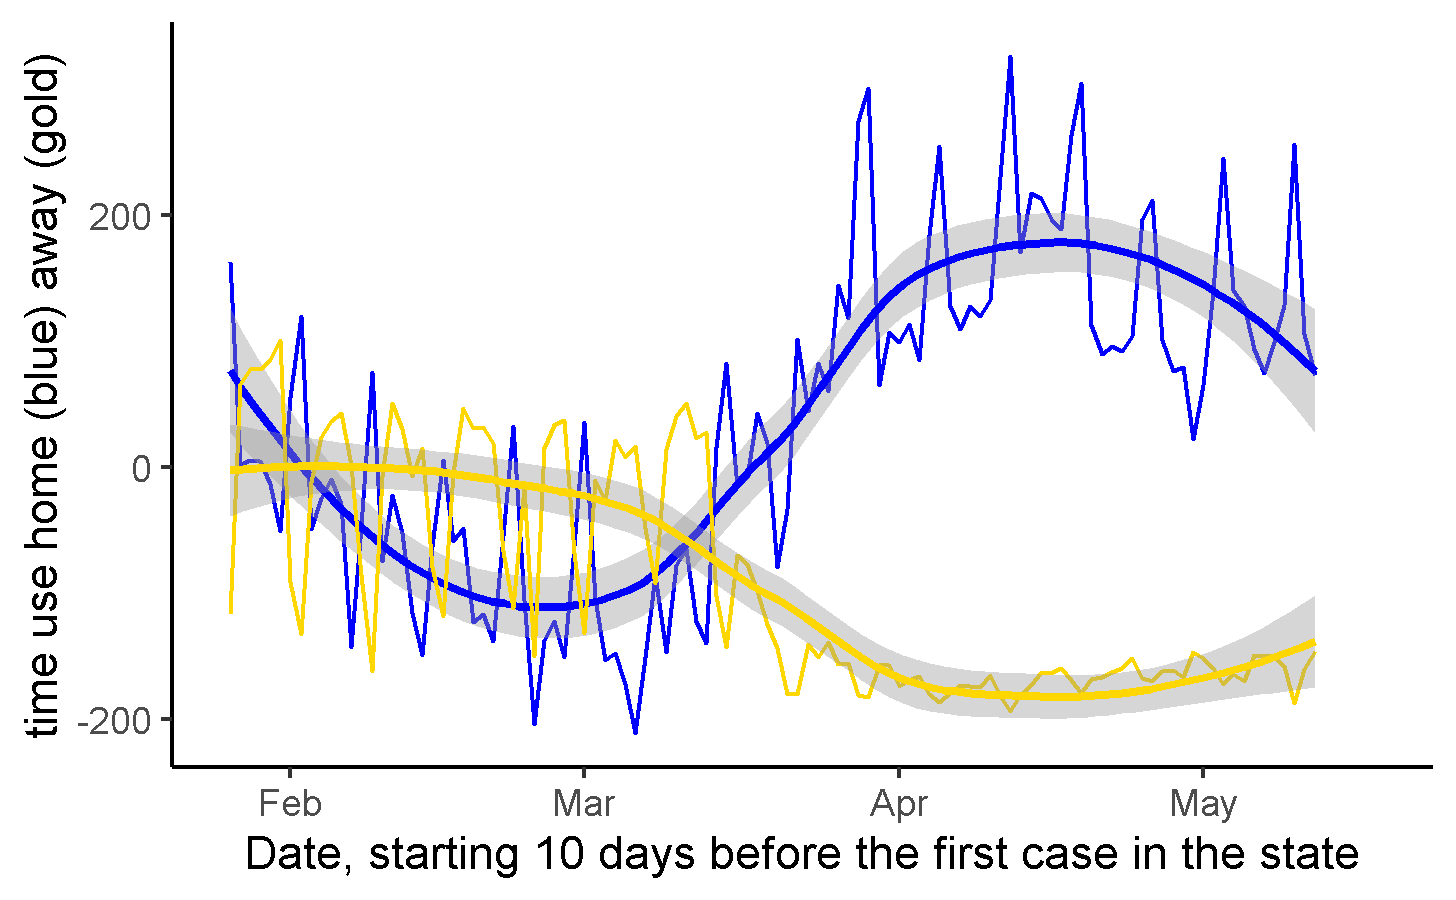 time use home (blue) away (gold)
200
0
-200
Feb
Mar
Apr
May
Date, starting 10 days before the first case in the state